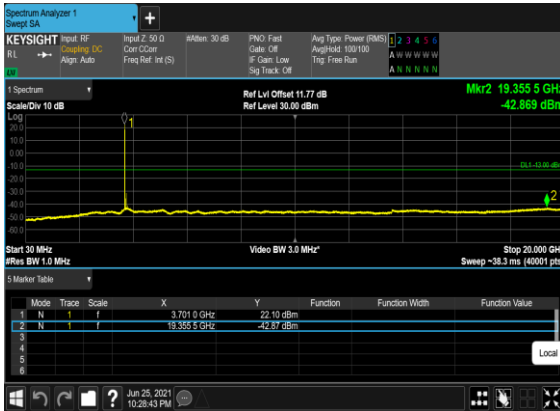 Spectrum Analyzer 1
Swept SA
+
KEYSIGHT
RL
Input: RF
Coupling: DC
Align: Auto
Input Z: 50 Ω
Corr CCorr
Freq Ref: Int (S)
#Atten: 30 dB
PNO: Fast
Gate: Off
IF Gain: Low
Sig Track: Off
Avg Type: Power (RMS)
Avg|Hold: 100/100
Trig: Free Run
1 2 3 4 5 6
A W W W W W
A N N N N N
1 Spectrum
Scale/Div 10 dB
Ref Lvl Offset 11.77 dB
Ref Level 30.00 dBm
Mkr2 19.355 5 GHz
-42.869 dBm
Log
1
20.0
10.0
0.00
-10.0
DL1 -13.00 dBm
-20.0
-30.0
2
-40.0
-50.0
-60.0
Start 30 MHz
#Res BW 1.0 MHz
Video BW 3.0 MHz*
Stop 20.000 GHz
Sweep ~38.3 ms (40001 pts)
5 Marker Table
Mode Trace Scale X Y Function Function Width Function Value
1 N 1 f 3.701 0 GHz 22.10 dBm
2 N 1 f 19.355 5 GHz -42.87 dBm
3
4
5
6
Local
?
Jun 25, 2021
10:28:43 PM